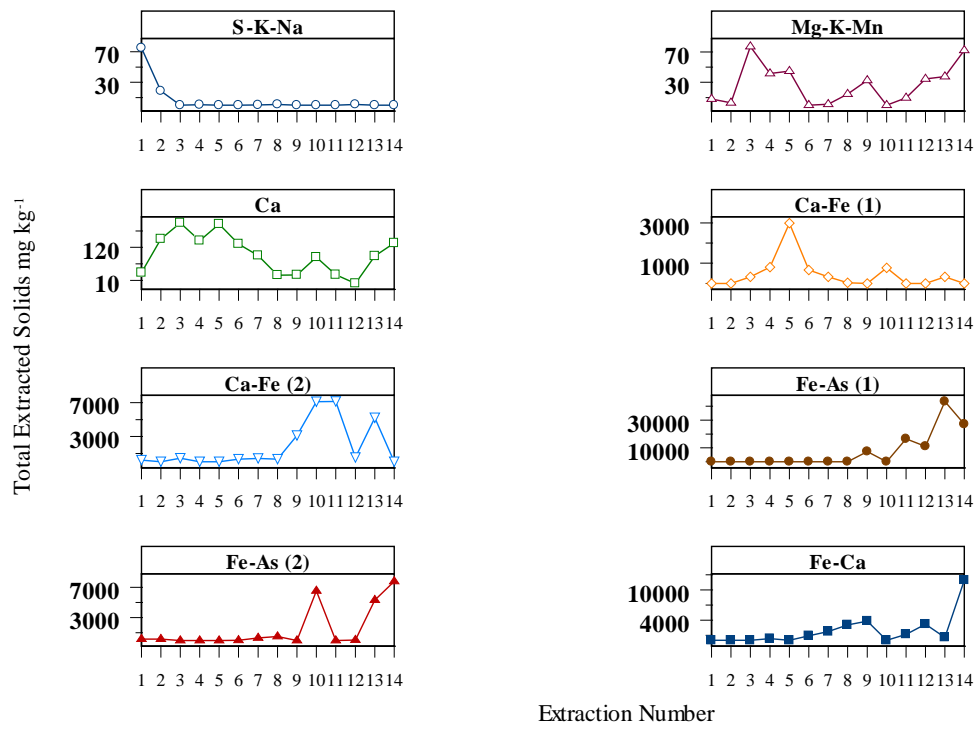 S-K-Na
70
30
1 2 3 4 5 6 7 8 9 10 11 12 13 14
Mg-K-Mn
70
30
1 2 3 4 5 6 7 8 9 10 11 12 13 14
Ca
120
10
1 2 3 4 5 6 7 8 9 10 11 12 13 14
Ca-Fe (1)
3000
1000
1 2 3 4 5 6 7 8 9 10 11 12 13 14
Ca-Fe (2)
7000
3000
1 2 3 4 5 6 7 8 9 10 11 12 13 14
Fe-As (1)
30000
10000
1 2 3 4 5 6 7 8 9 10 11 12 13 14
Fe-As (2)
7000
3000
1 2 3 4 5 6 7 8 9 10 11 12 13 14
Fe-Ca
10000
4000
1 2 3 4 5 6 7 8 9 10 11 12 13 14
Total Extracted Solids mg kg⁻¹
Extraction Number